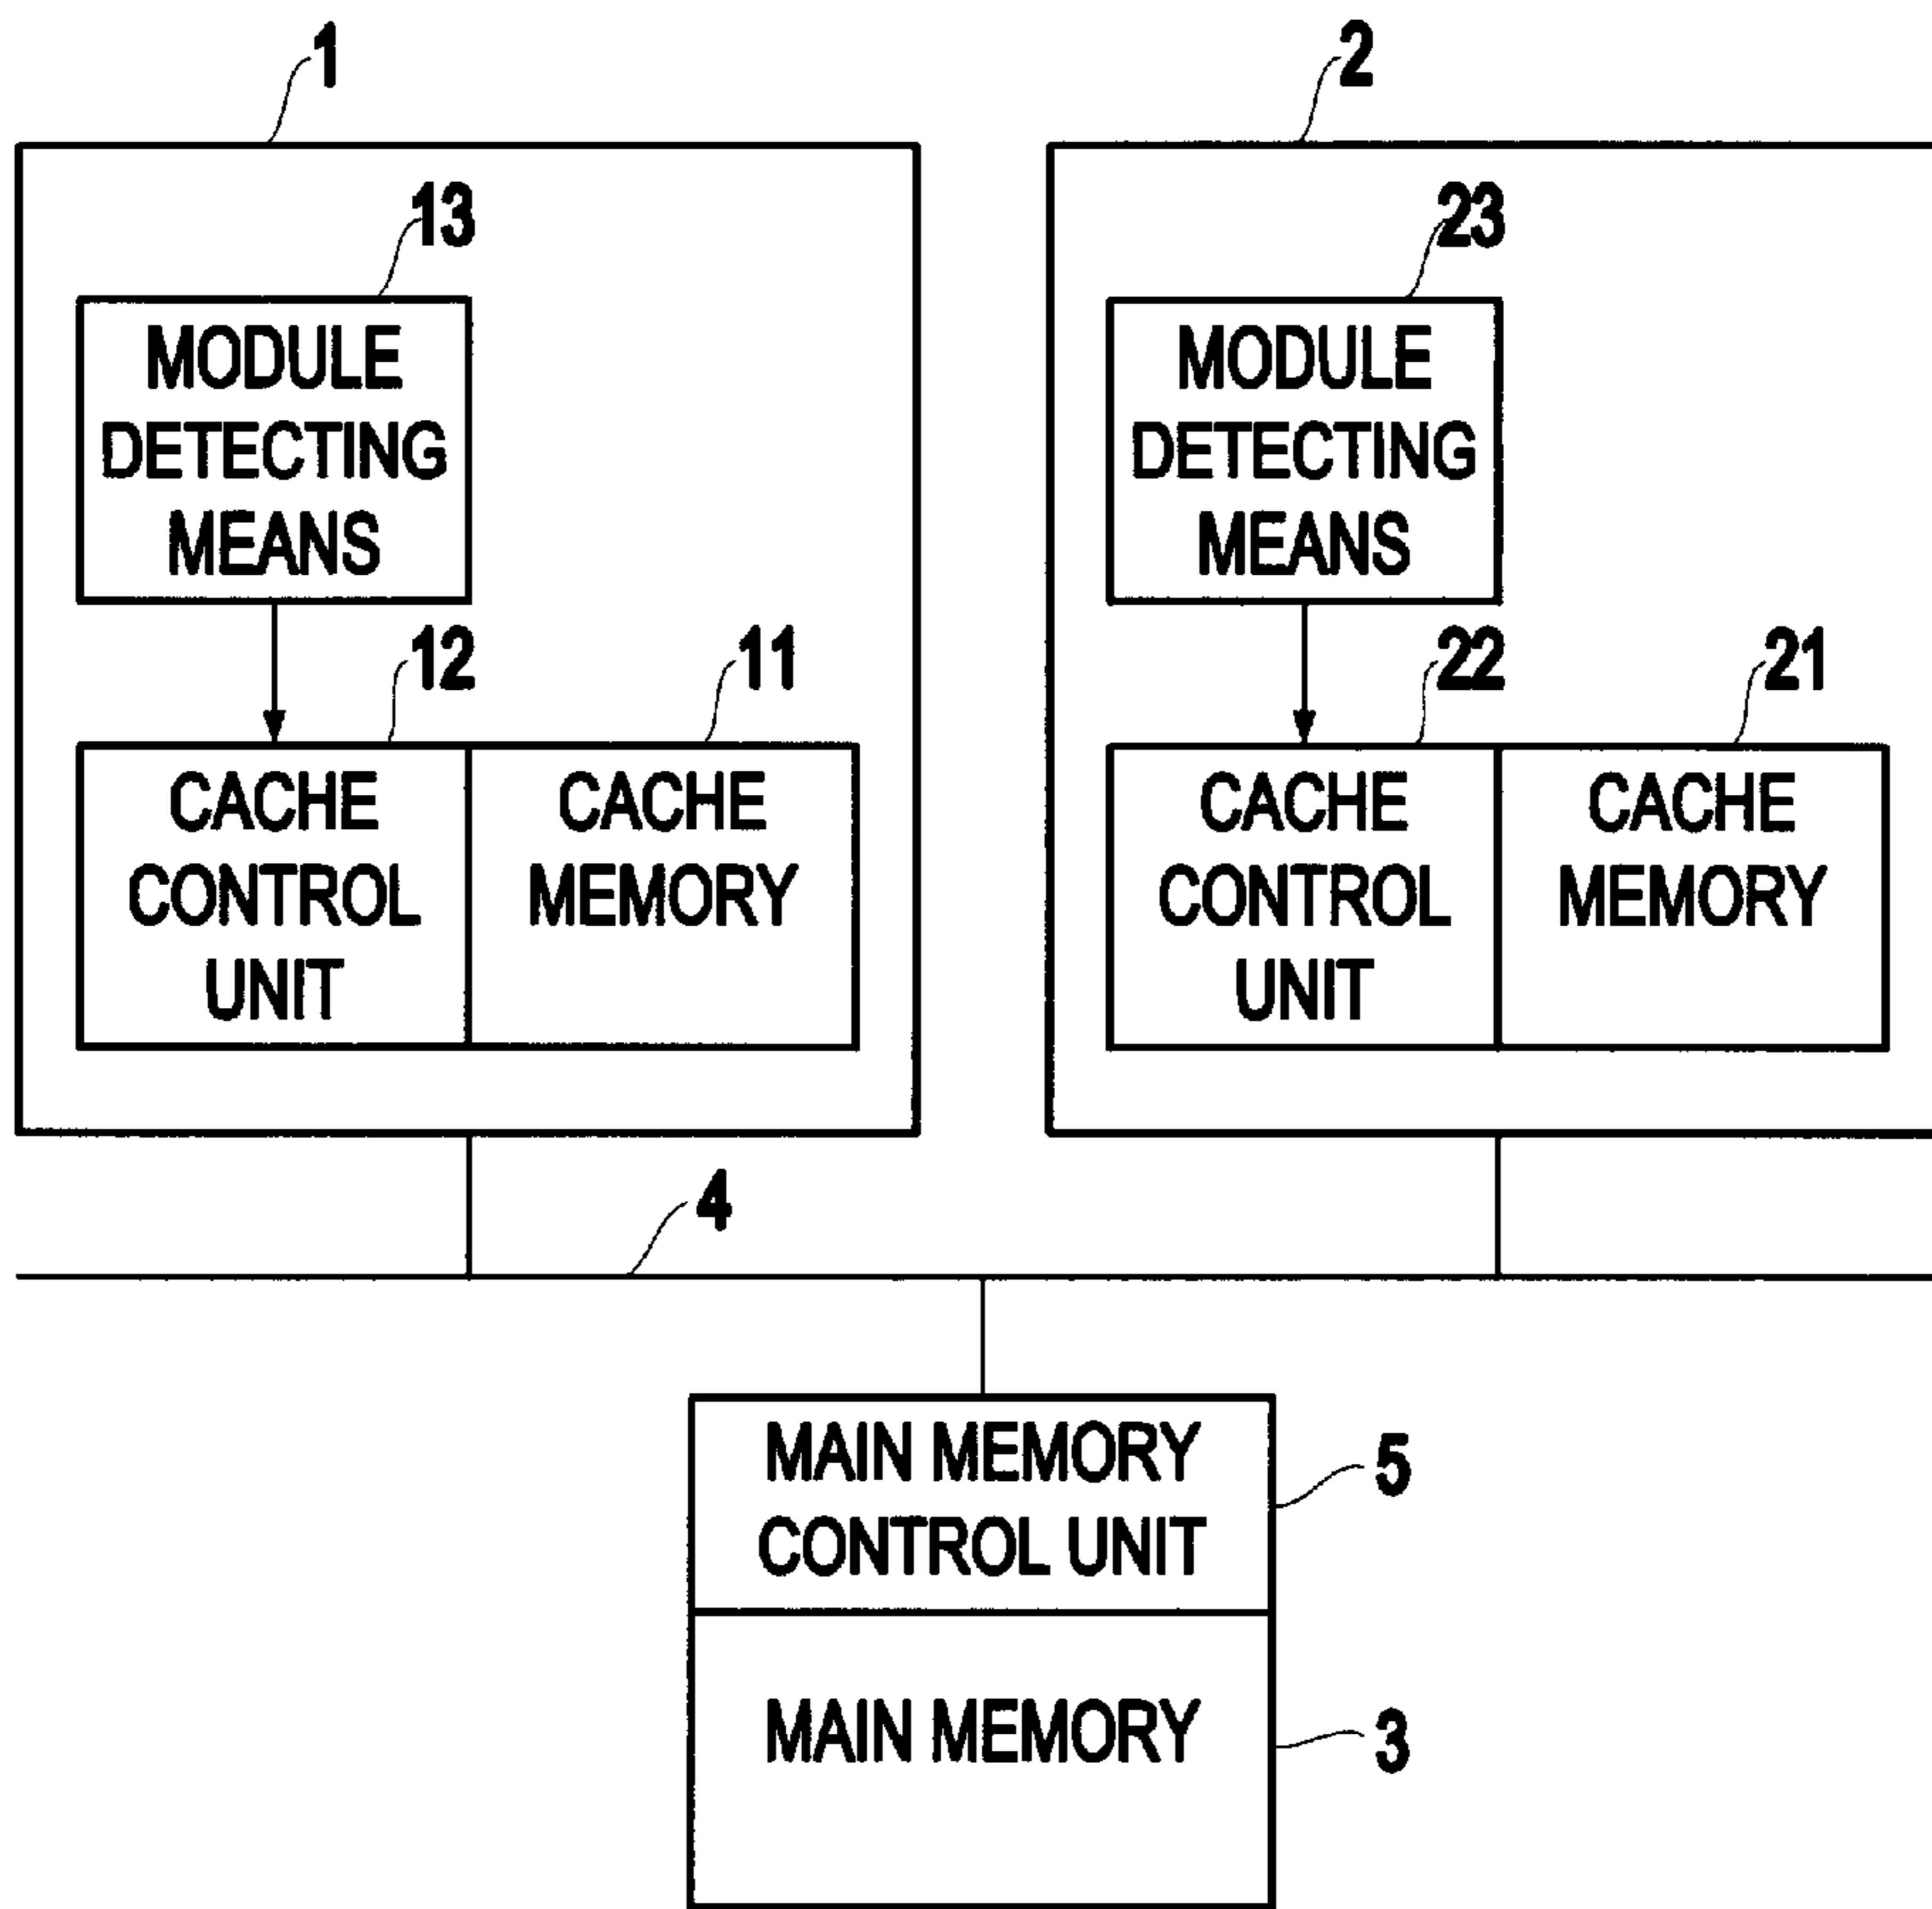 1
2
13
23
MODULE
DETECTING
MEANS
MODULE
DETECTING
MEANS
12
11
22
21
CACHE
CONTROL
UNIT
CACHE
MEMORY
CACHE
CONTROL
UNIT
CACHE
MEMORY
4
MAIN MEMORY
CONTROL UNIT
5
MAIN MEMORY
3